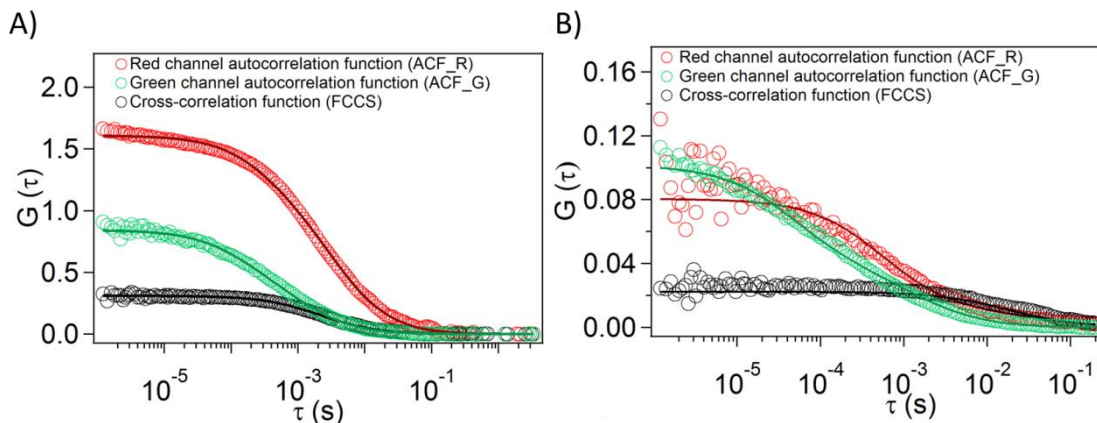 A)
Red channel autocorrelation function (ACF_R)
Green channel autocorrelation function (ACF_G)
Cross-correlation function (FCCS)
2.0
1.5
1.0
0.5
0.0
G (τ)
10-5
10-3
10-1
τ (s)
B)
Red channel autocorrelation function (ACF_R)
Green channel autocorrelation function (ACF_G)
Cross-correlation function (FCCS)
0.16
0.12
0.08
0.04
0.00
G (τ)
10-5
10-4
10-3
10-2
10-1
τ (s)